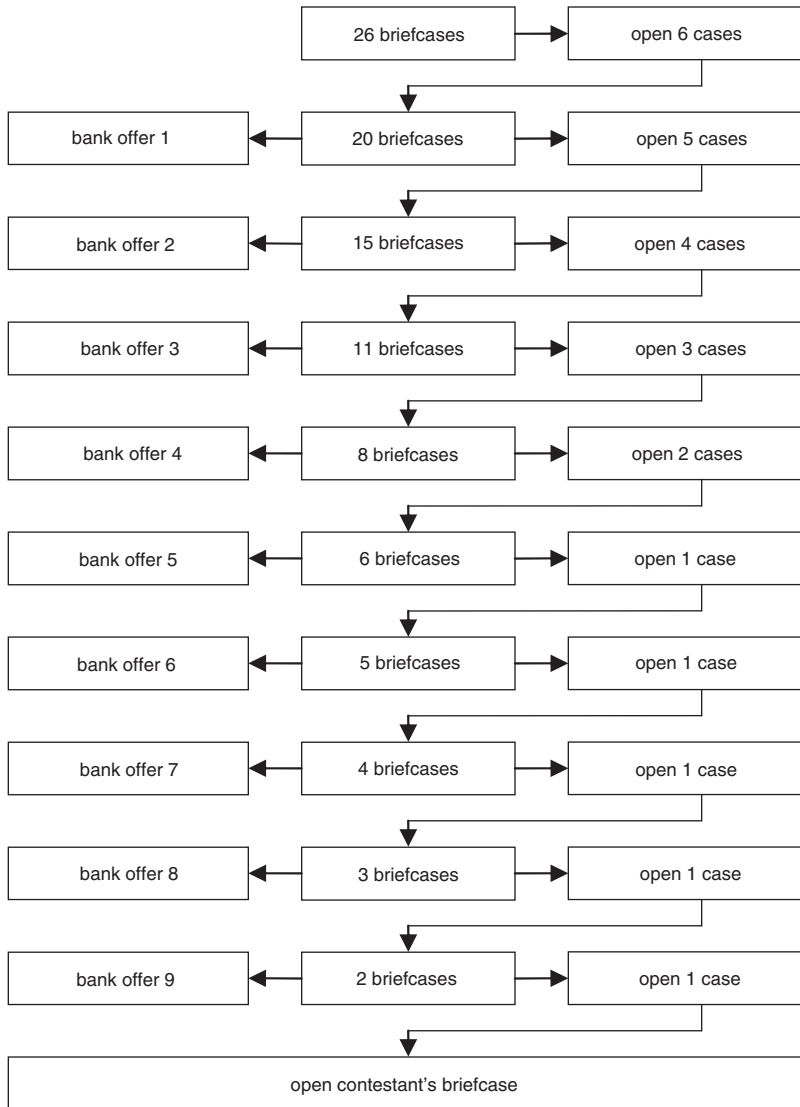 26 briefcases
open 6 cases
bank offer 1
20 briefcases
open 5 cases
bank offer 2
15 briefcases
open 4 cases
bank offer 3
11 briefcases
open 3 cases
bank offer 4
8 briefcases
open 2 cases
bank offer 5
6 briefcases
open 1 case
bank offer 6
5 briefcases
open 1 case
bank offer 7
4 briefcases
open 1 case
bank offer 8
3 briefcases
open 1 case
bank offer 9
2 briefcases
open 1 case
open contestant's briefcase